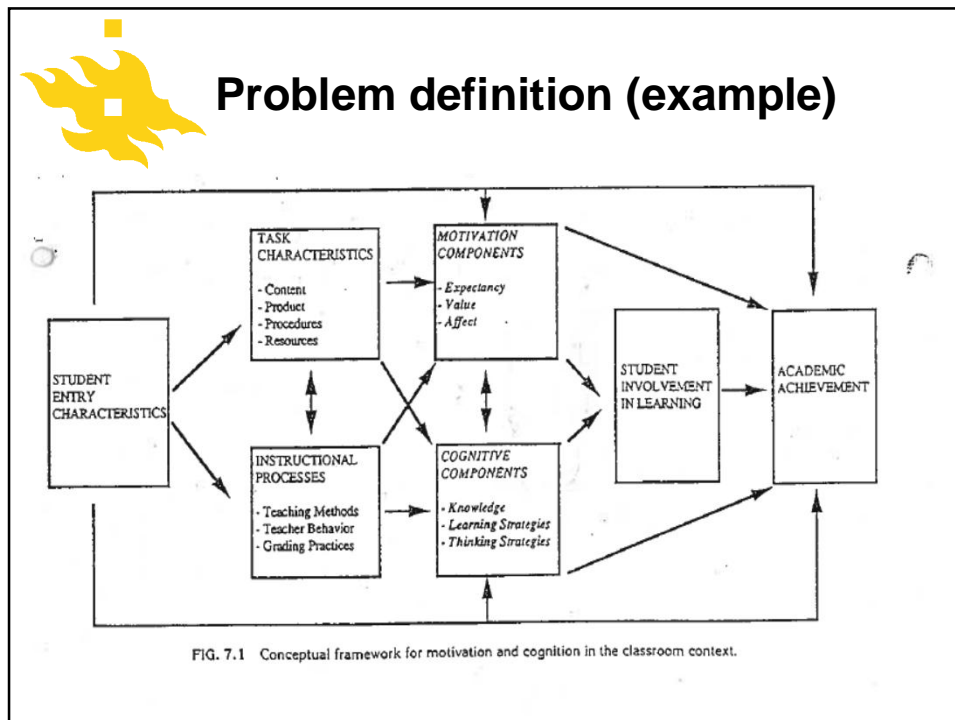 Problem definition (example)
TASK
CHARACTERISTICS
- Content
- Product
- Procedures
- Resources
MOTIVATION
COMPONENTS
- Expectancy
- Value
- Affect
STUDENT
ENTRY
CHARACTERISTICS
STUDENT
INVOLVEMENT
IN LEARNING
ACADEMIC
ACHIEVEMENT
INSTRUCTIONAL
PROCESSES
- Teaching Methods
- Teacher Behavior
- Grading Practices
COGNITIVE
COMPONENTS
- Knowledge
- Learning Strategies
- Thinking Strategies
FIG. 7.1 Conceptual framework for motivation and cognition in the classroom context.